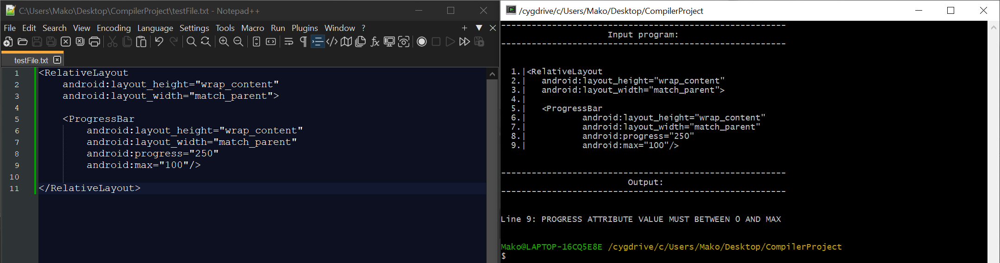 C:\Users\Mako\Desktop\CompilerProject\testFile.txt - Notepad++
File Edit Search View Encoding Language Settings Tools Macro Run Plugins Window ?
testFile.txt
1 <RelativeLayout
2 android:layout_height="wrap_content"
3 android:layout_width="match_parent">
4
5 <ProgressBar
6 android:layout_height="wrap_content"
7 android:layout_width="match_parent"
8 android:progress="250"
9 android:max="100"/>
10
11 </RelativeLayout>
/cygdrive/c/Users/Mako/Desktop/CompilerProject
--------------------------------------------------------
Input program:
--------------------------------------------------------
1.|<RelativeLayout
2.| android:layout_height="wrap_content"
3.| android:layout_width="match_parent">
4.|
5.| <ProgressBar
6.| android:layout_height="wrap_content"
7.| android:layout_width="match_parent"
8.| android:progress="250"
9.| android:max="100"/>
--------------------------------------------------------
Output:
--------------------------------------------------------
Line 9: PROGRESS ATTRIBUTE VALUE MUST BETWEEN 0 AND MAX
Mako@LAPTOP-16CQ5E8E /cygdrive/c/Users/Mako/Desktop/CompilerProject
$